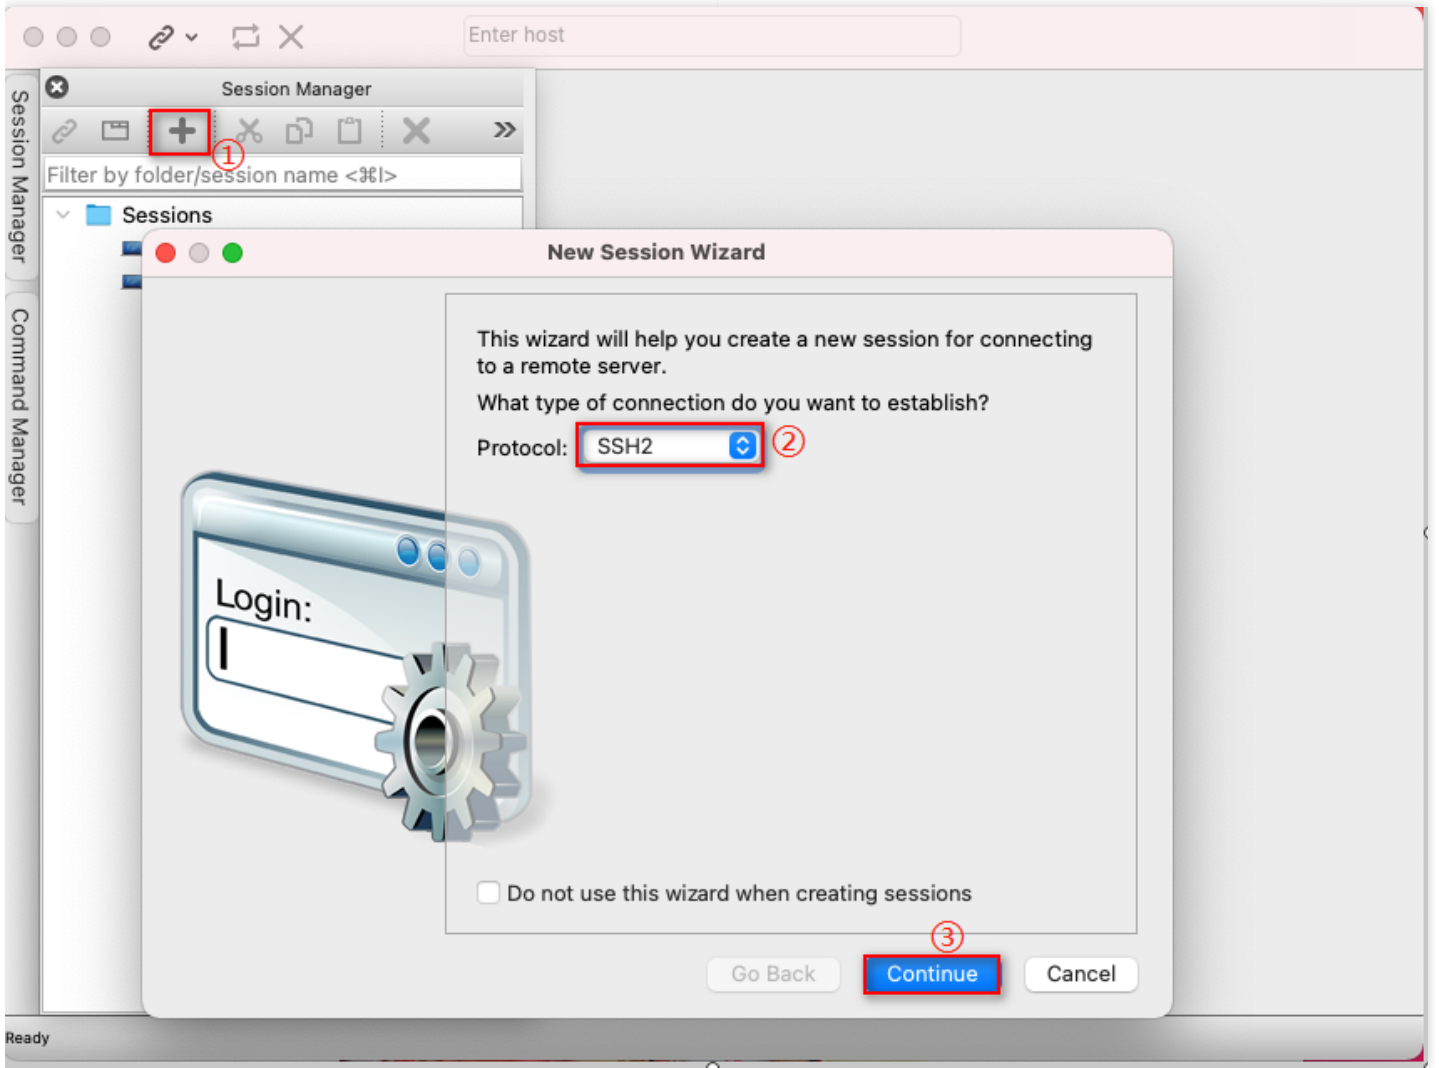 Enter host
Session Manager
Session Manager
①
Filter by folder/session name <⌘I>
Sessions
Command Manager
New Session Wizard
This wizard will help you create a new session for connecting
to a remote server.
What type of connection do you want to establish?
Protocol: SSH2 ②
Login:
Do not use this wizard when creating sessions
③
Go Back Continue Cancel
Ready